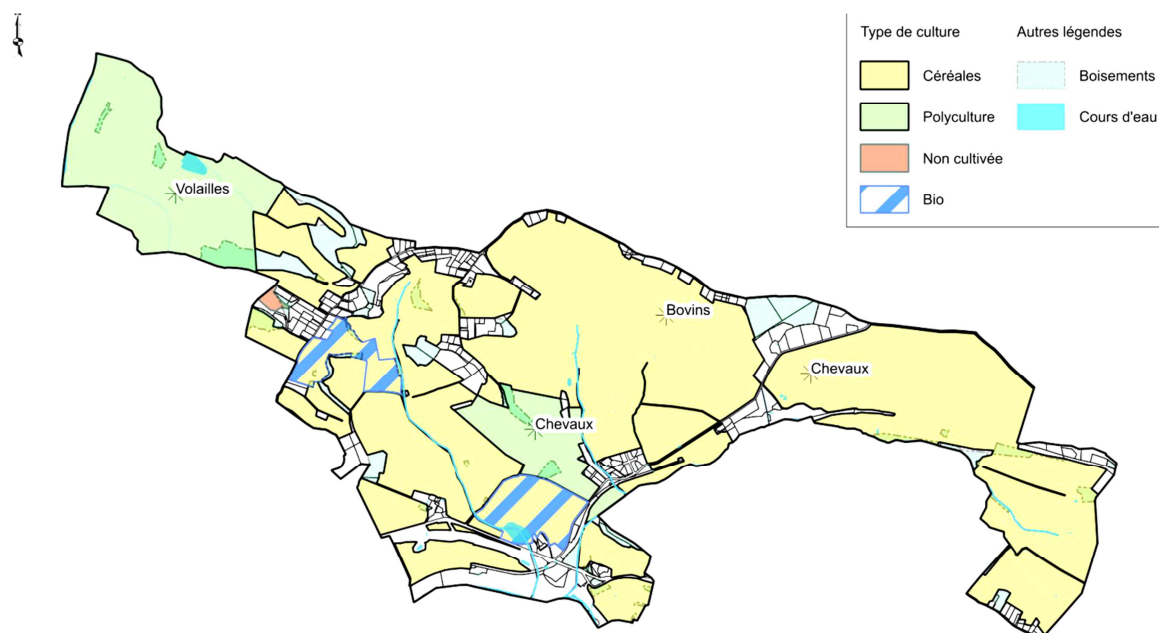 Type de culture
Autres légendes
Céréales
Boisements
Polyculture
Cours d'eau
Non cultivée
Bio
Volailles
Bovins
Chevaux
Chevaux